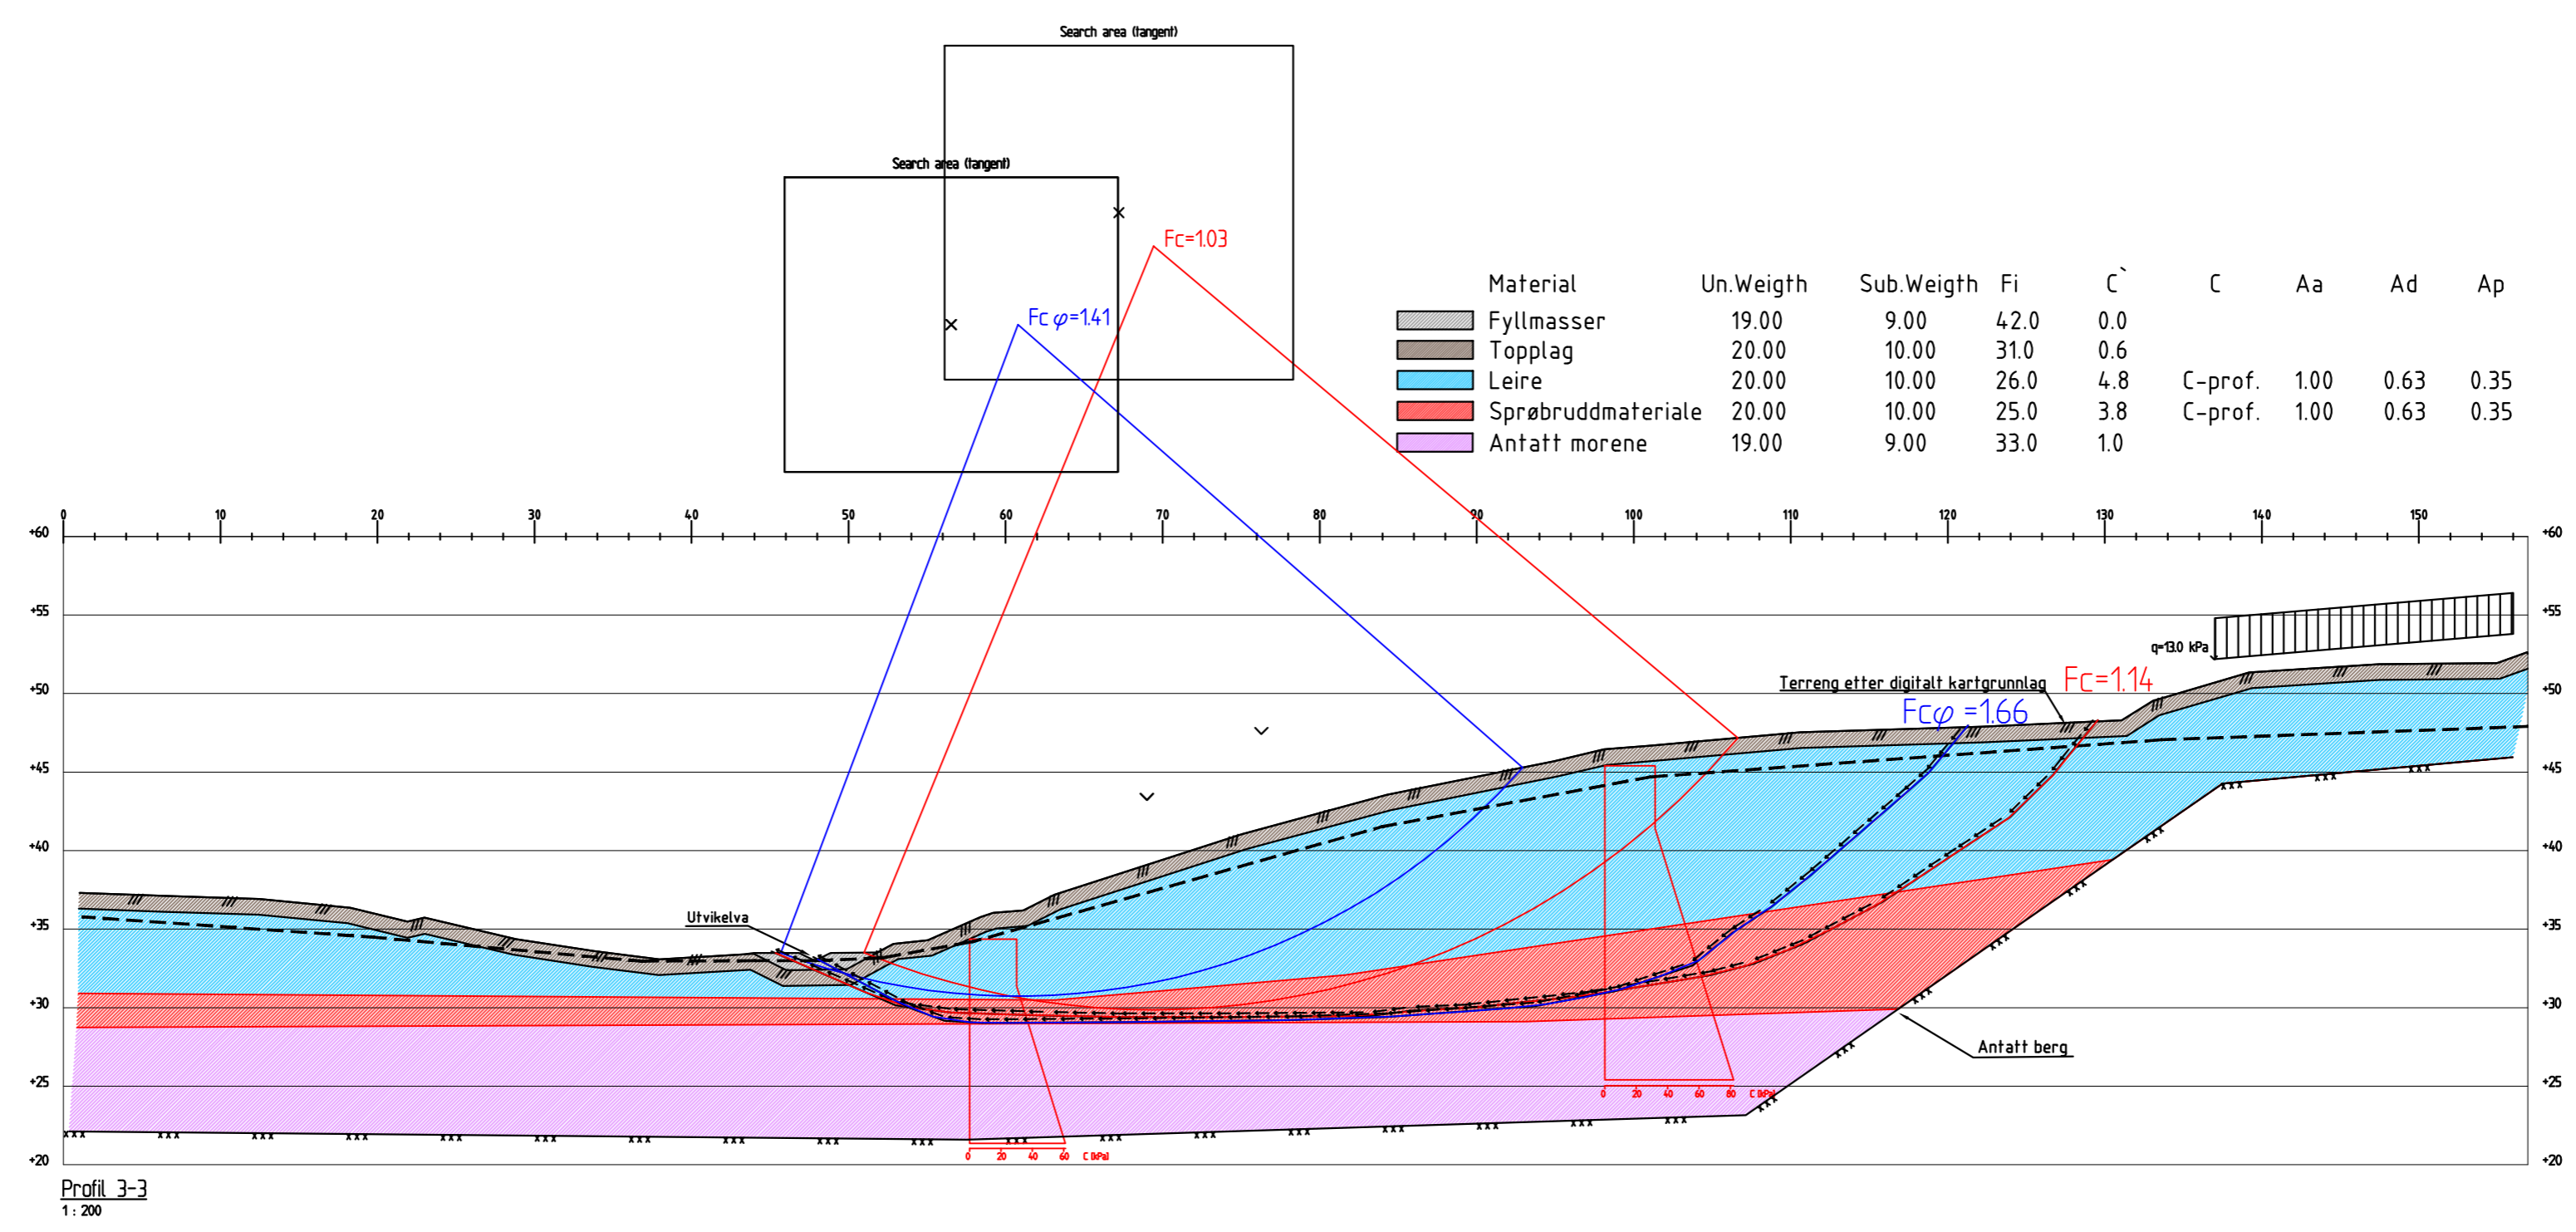 Search area (tangent)
Search area (tangent)
Fc=1.03
Fcφ=1.41
Material Un.Weigth Sub.Weigth Fi C` C Aa Ad Ap
Fyllmasser 19.00 9.00 42.0 0.0
Topplag 20.00 10.00 31.0 0.6
Leire 20.00 10.00 26.0 4.8 C-prof. 1.00 0.63 0.35
Sprøbruddmateriale 20.00 10.00 25.0 3.8 C-prof. 1.00 0.63 0.35
Antatt morene 19.00 9.00 33.0 1.0
0 10 20 30 40 50 60 70 80 90 100 110 120 130 140 150
+60 +60
+55 +55
q=13.0 kPa
Terreng etter digitalt kartgrunnlag
Fc=1.14
+50 +50
Fcφ=1.66
+45 +45
+40 +40
Utvikelva
+35 +35
+30 +30
Antatt berg
+25 +25
0 20 40 60 80 C (kPa)
0 20 40 60 C (kPa)
+20 +20
Profil 3-3
1 : 200